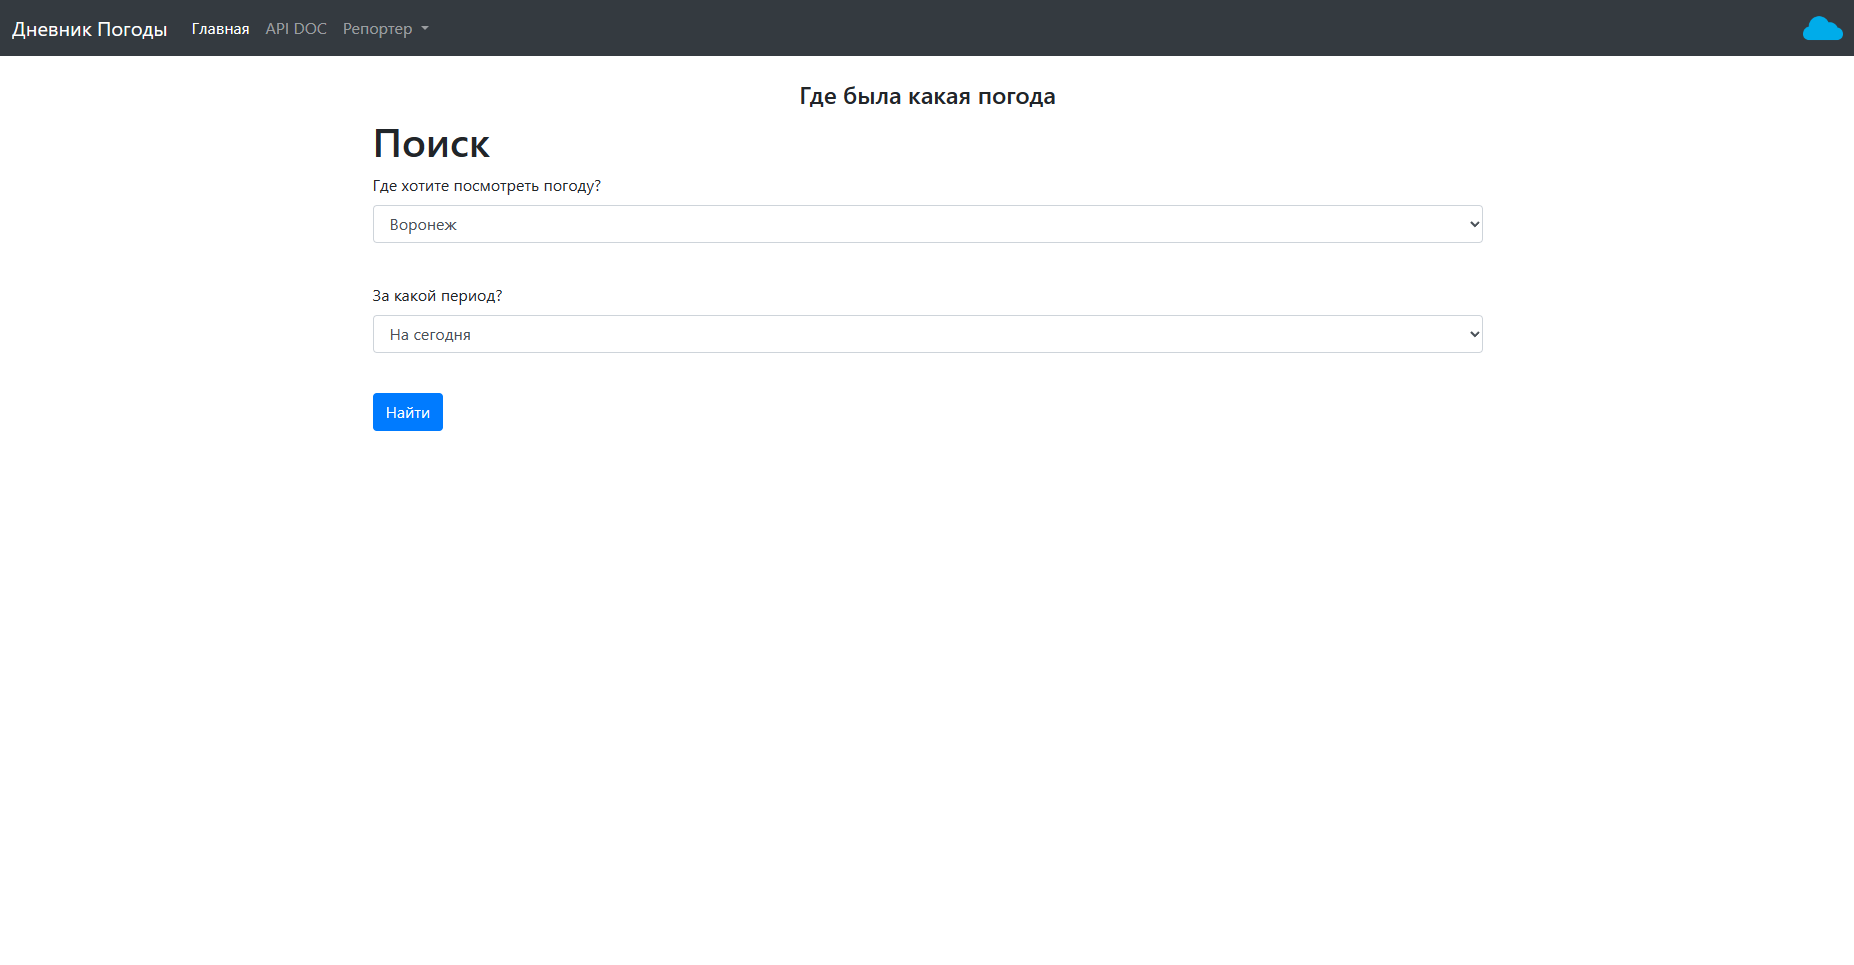 Дневник Погоды Главная API DOC Репортер
Где была какая погода
Поиск
Где хотите посмотреть погоду?
Воронеж
За какой период?
На сегодня
Найти